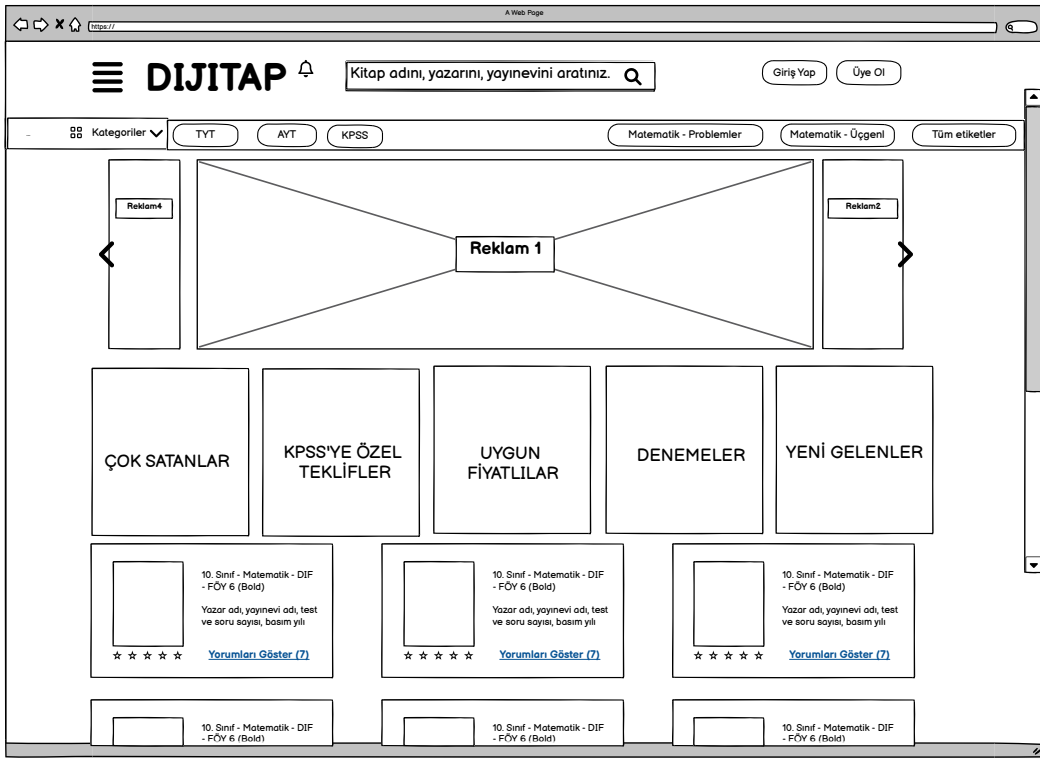 A Web Page
https://
DIJITAP
Kitap adını, yazarını, yayınevini aratınız.
Giriş Yap
Üye Ol
Kategoriler
TYT
AYT
KPSS
Matematik - Problemler
Matematik - Üçgenl
Tüm etiketler
Reklam4
Reklam 1
Reklam2
ÇOK SATANLAR
KPSS'YE ÖZEL
TEKLİFLER
UYGUN
FİYATLILAR
DENEMELER
YENİ GELENLER
10. Sınıf - Matematik - DIF
- FÖY 6 (Bold)
Yazar adı, yayınevi adı, test
ve soru sayısı, basım yılı
Yorumları Göster (7)
10. Sınıf - Matematik - DIF
- FÖY 6 (Bold)
Yazar adı, yayınevi adı, test
ve soru sayısı, basım yılı
Yorumları Göster (7)
10. Sınıf - Matematik - DIF
- FÖY 6 (Bold)
Yazar adı, yayınevi adı, test
ve soru sayısı, basım yılı
Yorumları Göster (7)
10. Sınıf - Matematik - DIF
- FÖY 6 (Bold)
10. Sınıf - Matematik - DIF
- FÖY 6 (Bold)
10. Sınıf - Matematik - DIF
- FÖY 6 (Bold)